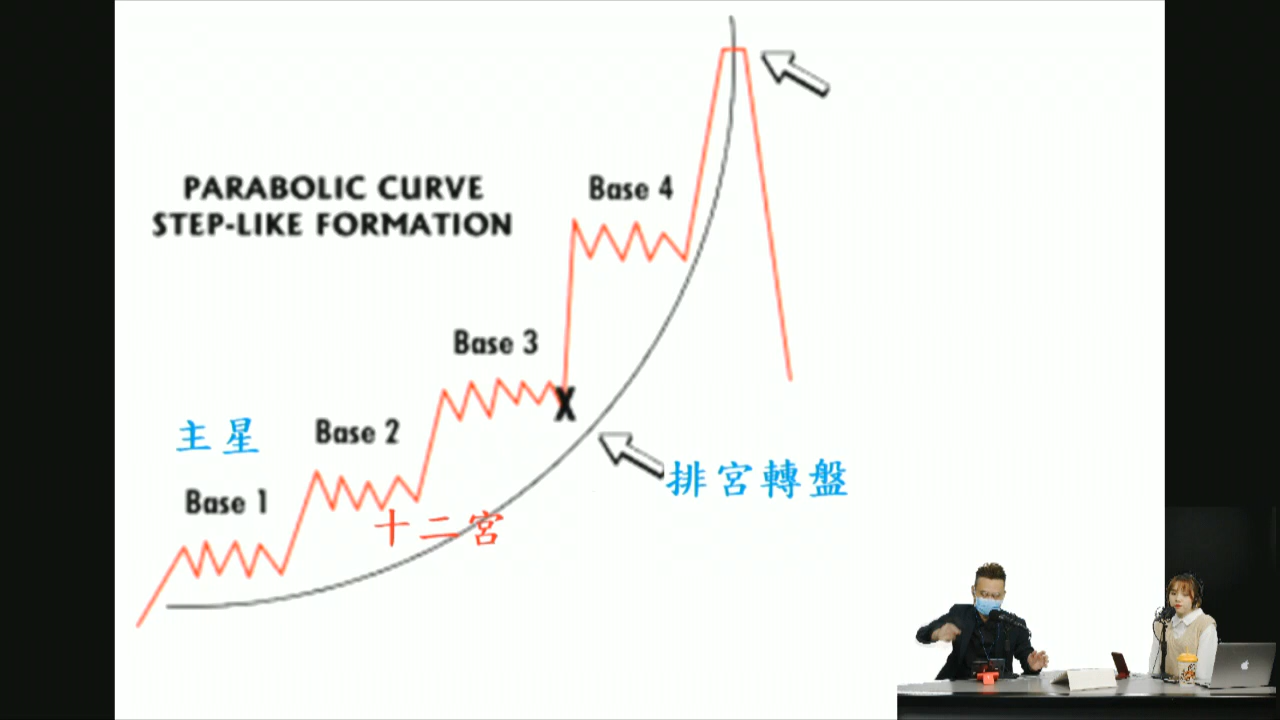 PARABOLIC CURVE
STEP-LIKE FORMATION
Base 4
Base 3
主星
Base 2
Base 1
X
排宮轉盤
十二宮